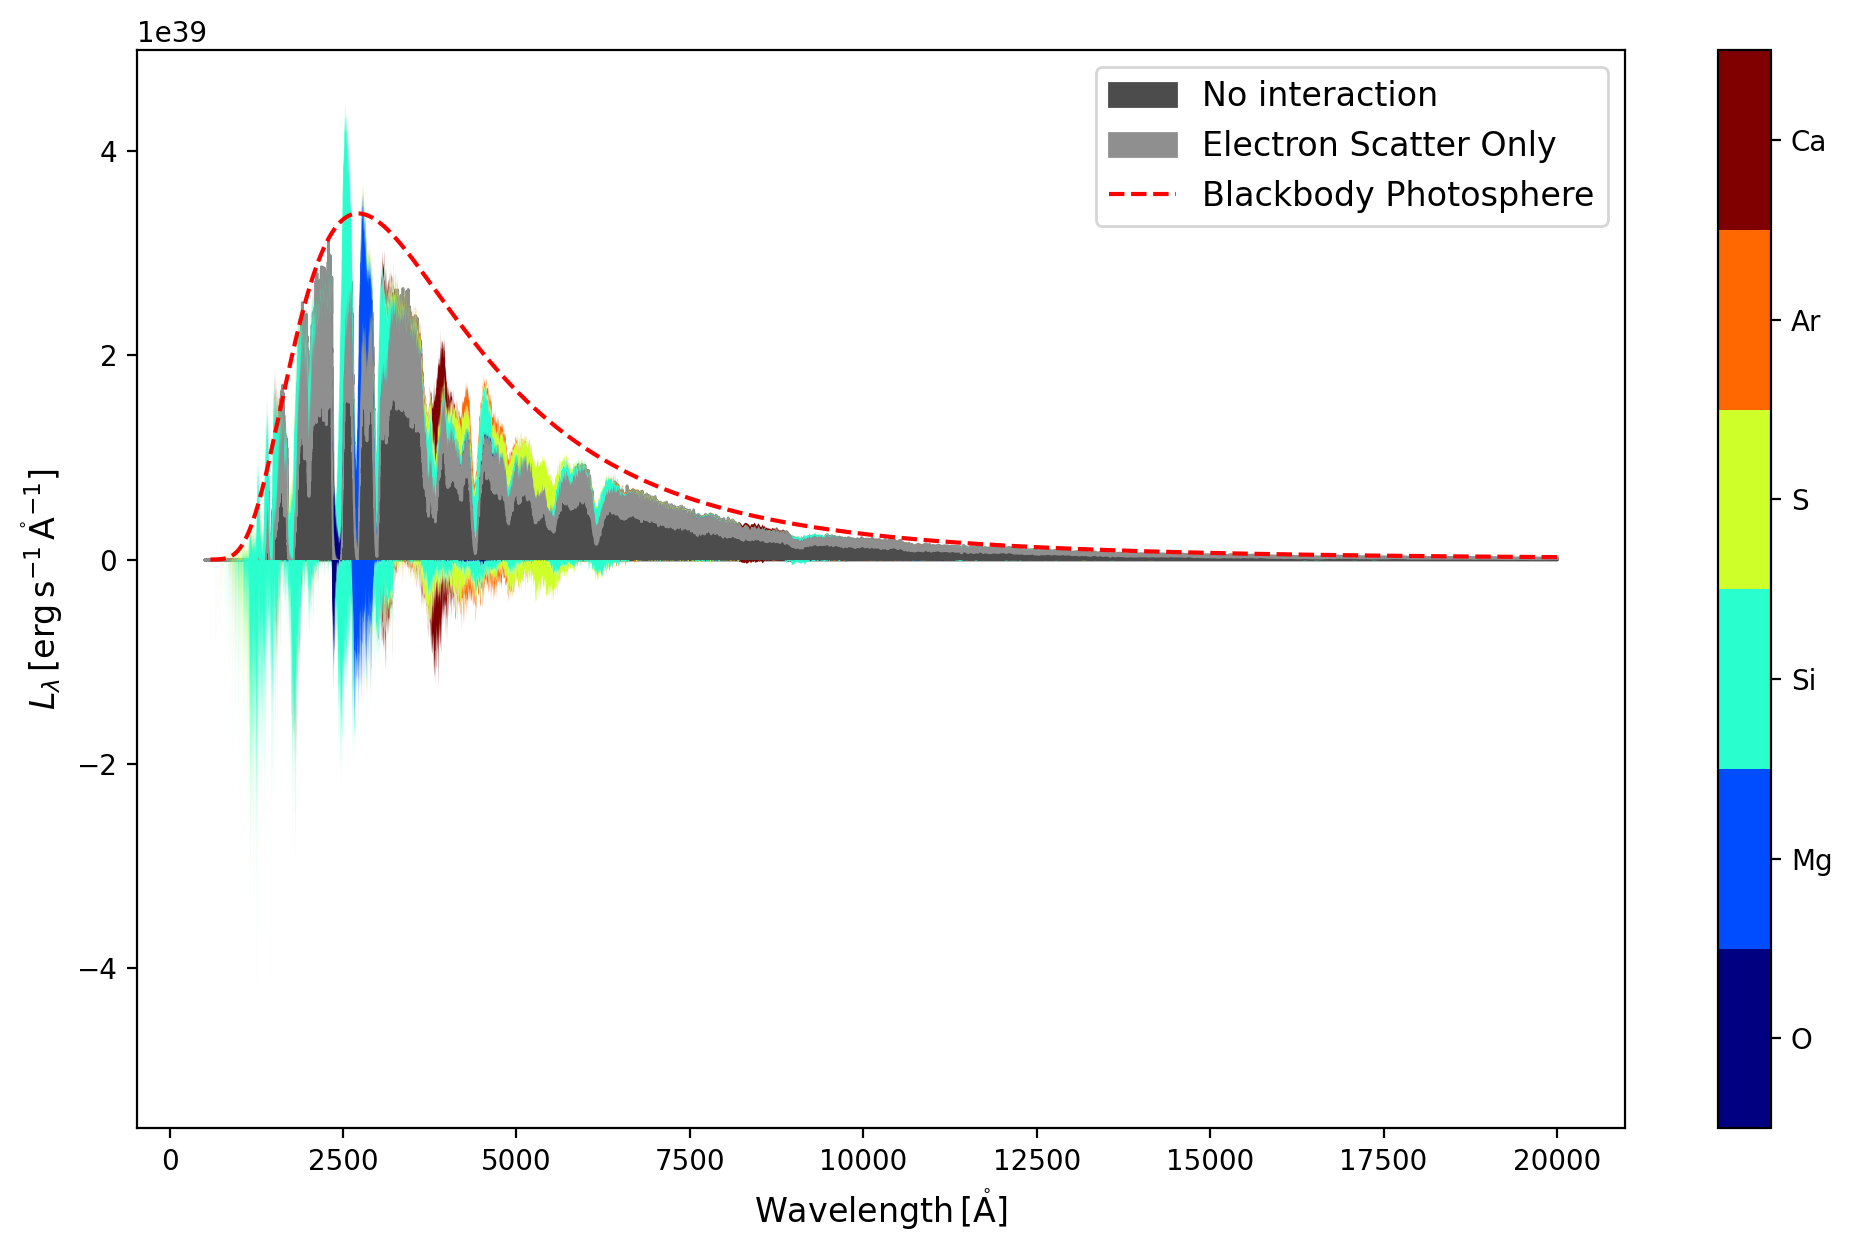 1e39
4
2
0
−2
−4
0 2500 5000 7500 10000 12500 15000 17500 20000
Wavelength [Å]
L_λ [erg s⁻¹ Å⁻¹]
No interaction
Electron Scatter Only
Blackbody Photosphere
Ca
Ar
S
Si
Mg
O